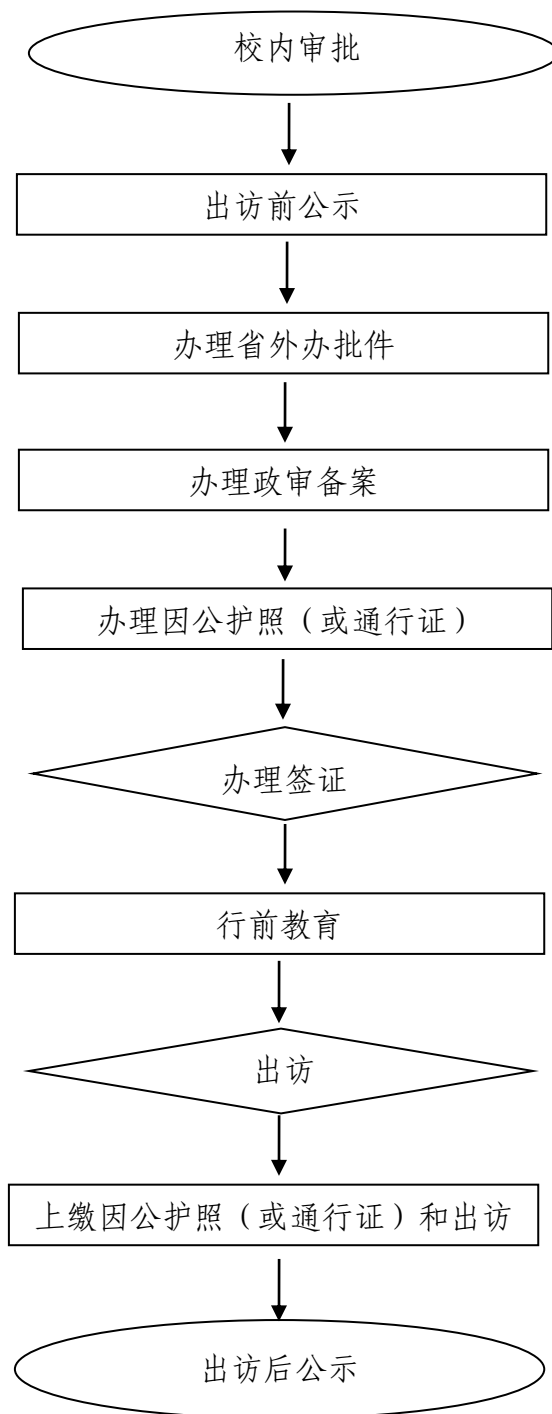 校内审批
出访前公示
办理省外办批件
办理政审备案
办理因公护照（或通行证）
办理签证
行前教育
出访
上缴因公护照（或通行证）和出访
出访后公示